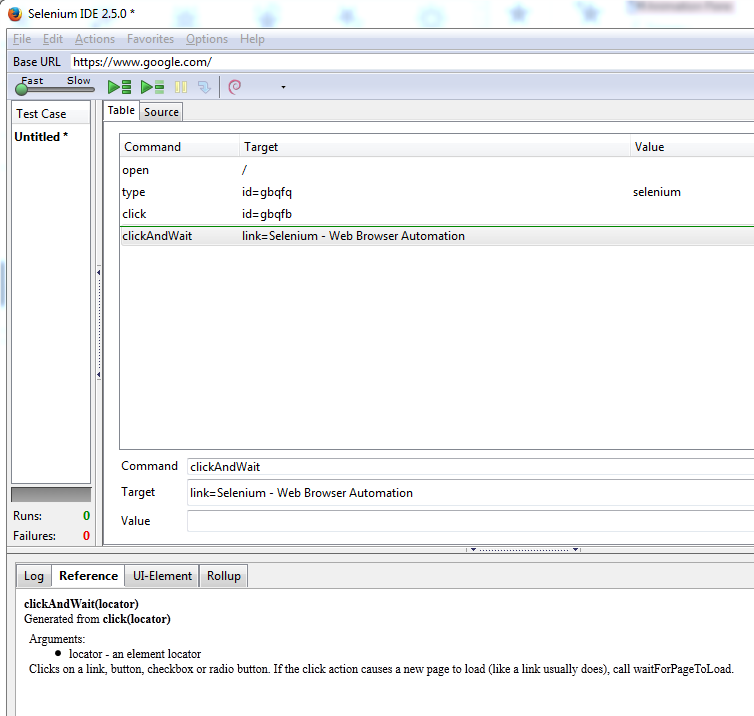 Selenium IDE 2.5.0 *
File Edit Actions Favorites Options Help
Base URL https://www.google.com/
Fast Slow
Test Case
Table Source
Untitled *
Command Target Value
open /
type id=gbqfq selenium
click id=gbqfb
clickAndWait link=Selenium - Web Browser Automation
Command clickAndWait
Target link=Selenium - Web Browser Automation
Value
Runs: 0
Failures: 0
Log Reference UI-Element Rollup
clickAndWait(locator)
Generated from click(locator)
Arguments:
locator - an element locator
Clicks on a link, button, checkbox or radio button. If the click action causes a new page to load (like a link usually does), call waitForPageToLoad.